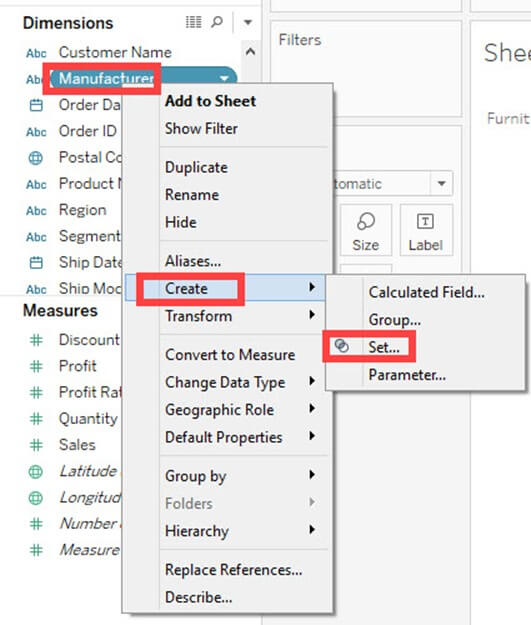 Dimensions
Filters
Shee
Abc Customer Name
Abc Manufacturer
Add to Sheet
Order Da
Show Filter
Furnit
Abc Order ID
Postal Co
Duplicate
Abc Product N
Rename
tomatic
Abc Region
Hide
Abc Segment
Size
Label
Ship Date
Aliases...
Abc Ship Mod
Create
Calculated Field...
Measures
Transform
Group...
Discount
Convert to Measure
Set...
Profit
Change Data Type
Parameter...
Profit Rat
Geographic Role
Quantity
Default Properties
Sales
Latitude
Group by
Longitud
Folders
Number
Hierarchy
Measure
Replace References...
Describe...